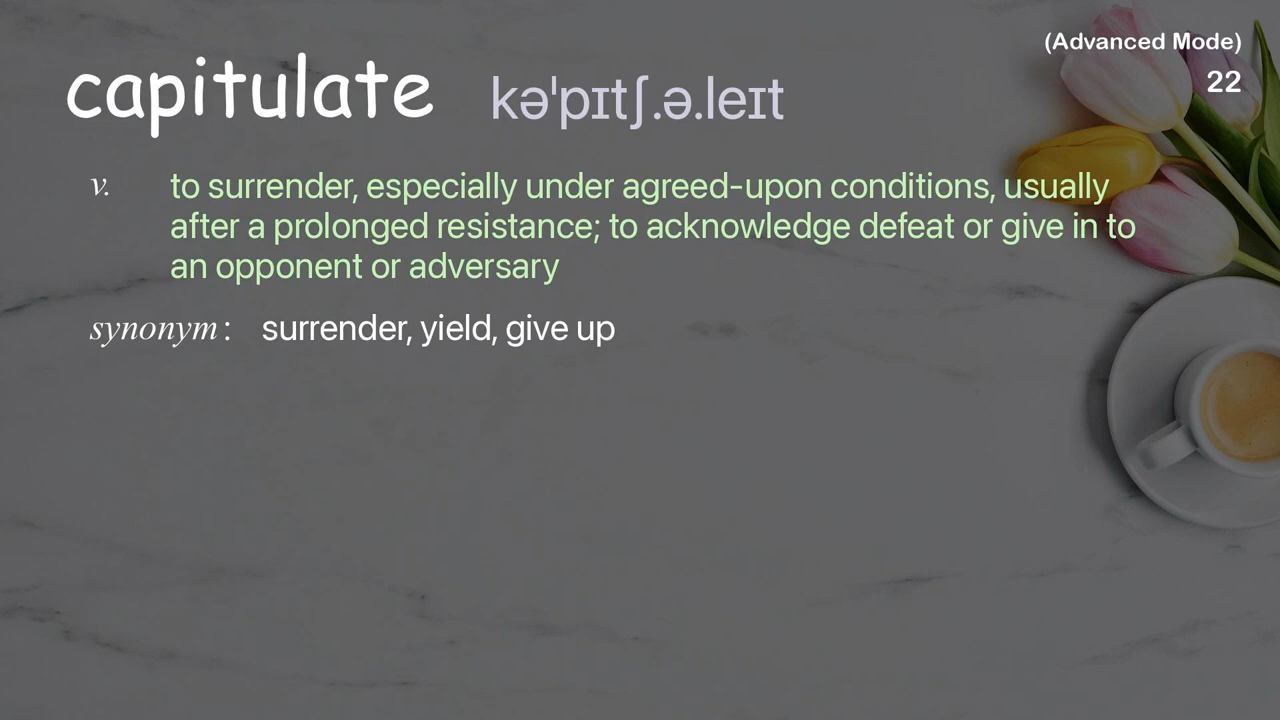 (Advanced Mode)
capitulate kəˈpɪtʃ.ə.leɪt 22
v. to surrender, especially under agreed-upon conditions, usually
after a prolonged resistance; to acknowledge defeat or give in to
an opponent or adversary
synonym : surrender, yield, give up